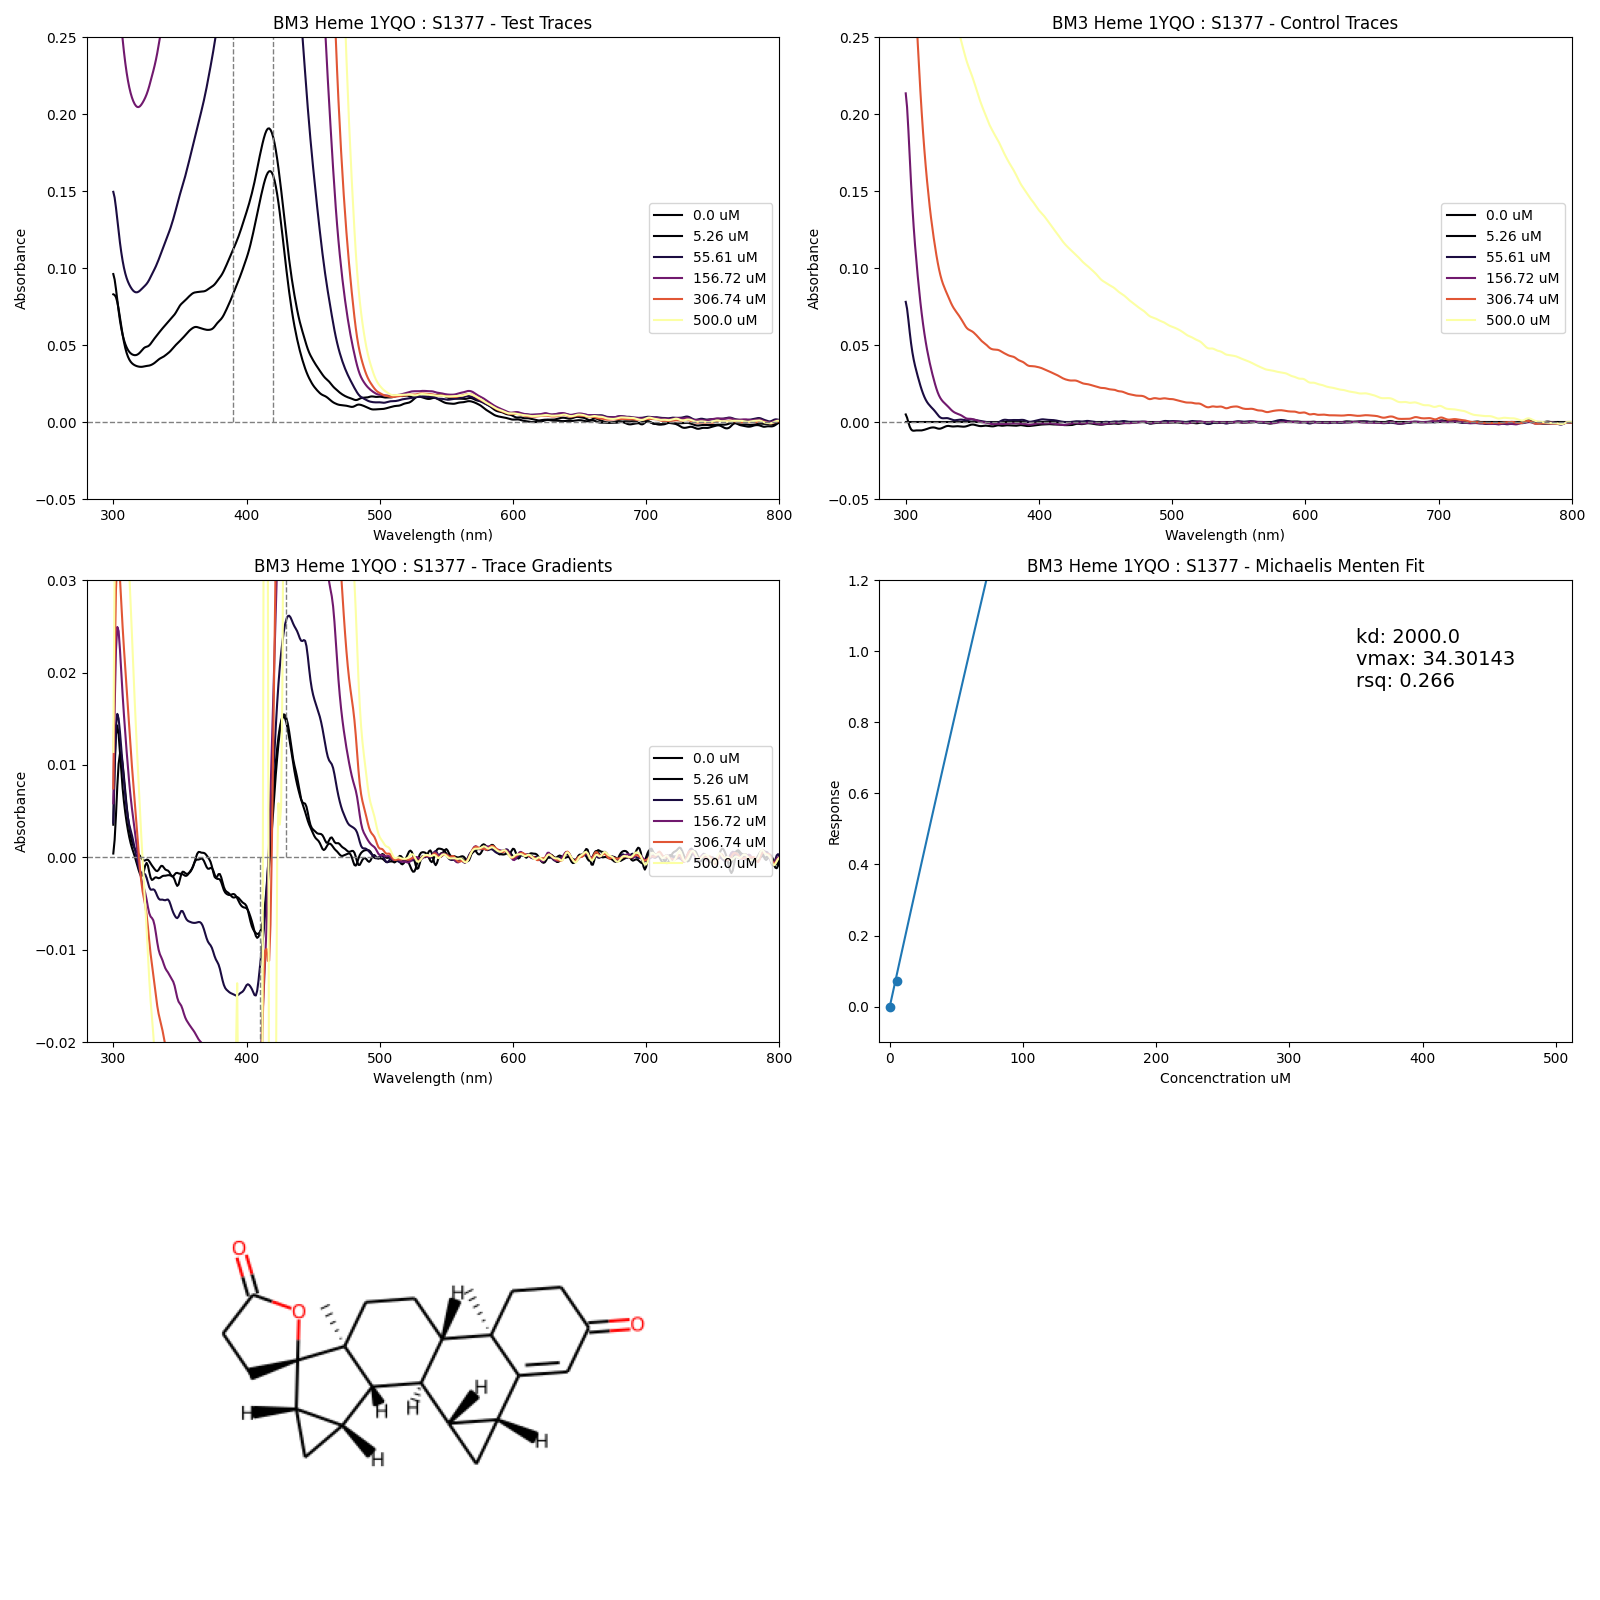 BM3 Heme 1YQO : S1377 - Test Traces
0.25
0.20
0.15
0.10
0.05
0.00
−0.05
Absorbance
300
400
500
600
700
800
Wavelength (nm)
0.0 uM
5.26 uM
55.61 uM
156.72 uM
306.74 uM
500.0 uM
BM3 Heme 1YQO : S1377 - Control Traces
0.25
0.20
0.15
0.10
0.05
0.00
−0.05
Absorbance
300
400
500
600
700
800
Wavelength (nm)
0.0 uM
5.26 uM
55.61 uM
156.72 uM
306.74 uM
500.0 uM
BM3 Heme 1YQO : S1377 - Trace Gradients
0.03
0.02
0.01
0.00
−0.01
−0.02
Absorbance
300
400
500
600
700
800
Wavelength (nm)
0.0 uM
5.26 uM
55.61 uM
156.72 uM
306.74 uM
500.0 uM
BM3 Heme 1YQO : S1377 - Michaelis Menten Fit
1.2
1.0
0.8
0.6
0.4
0.2
0.0
Response
kd: 2000.0
vmax: 34.30143
rsq: 0.266
0
100
200
300
400
500
Concenctration uM
O
O
H
O
H
H
H
H
H
H